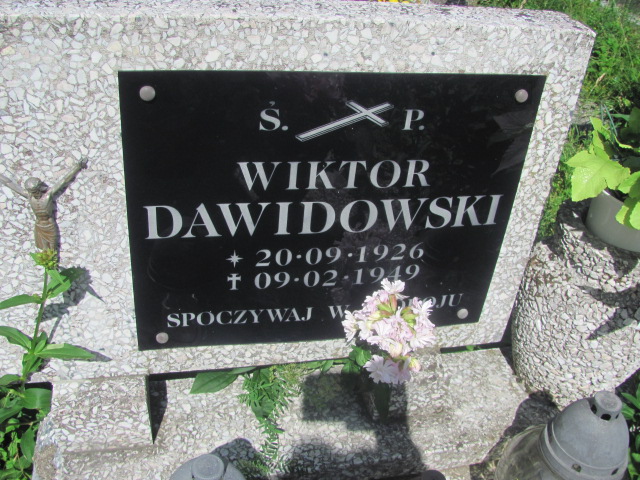 Ś. P.
WIKTOR
DAWIDOWSKI
20·09·1926
09·02·1949
SPOCZYWAJ W